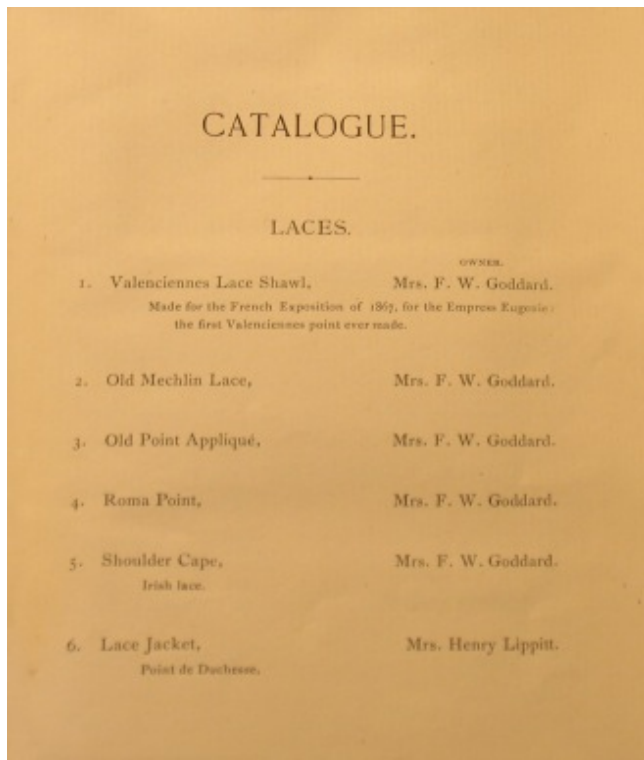 CATALOGUE.
LACES.
OWNER.
1. Valenciennes Lace Shawl, Mrs. F. W. Goddard.
Made for the French Exposition of 1867, for the Empress Eugenie:
the first Valenciennes point ever made.
2. Old Mechlin Lace, Mrs. F. W. Goddard.
3. Old Point Appliqué, Mrs. F. W. Goddard.
4. Roma Point, Mrs. F. W. Goddard.
5. Shoulder Cape, Mrs. F. W. Goddard.
Irish lace.
6. Lace Jacket, Mrs. Henry Lippitt.
Point de Duchesse.